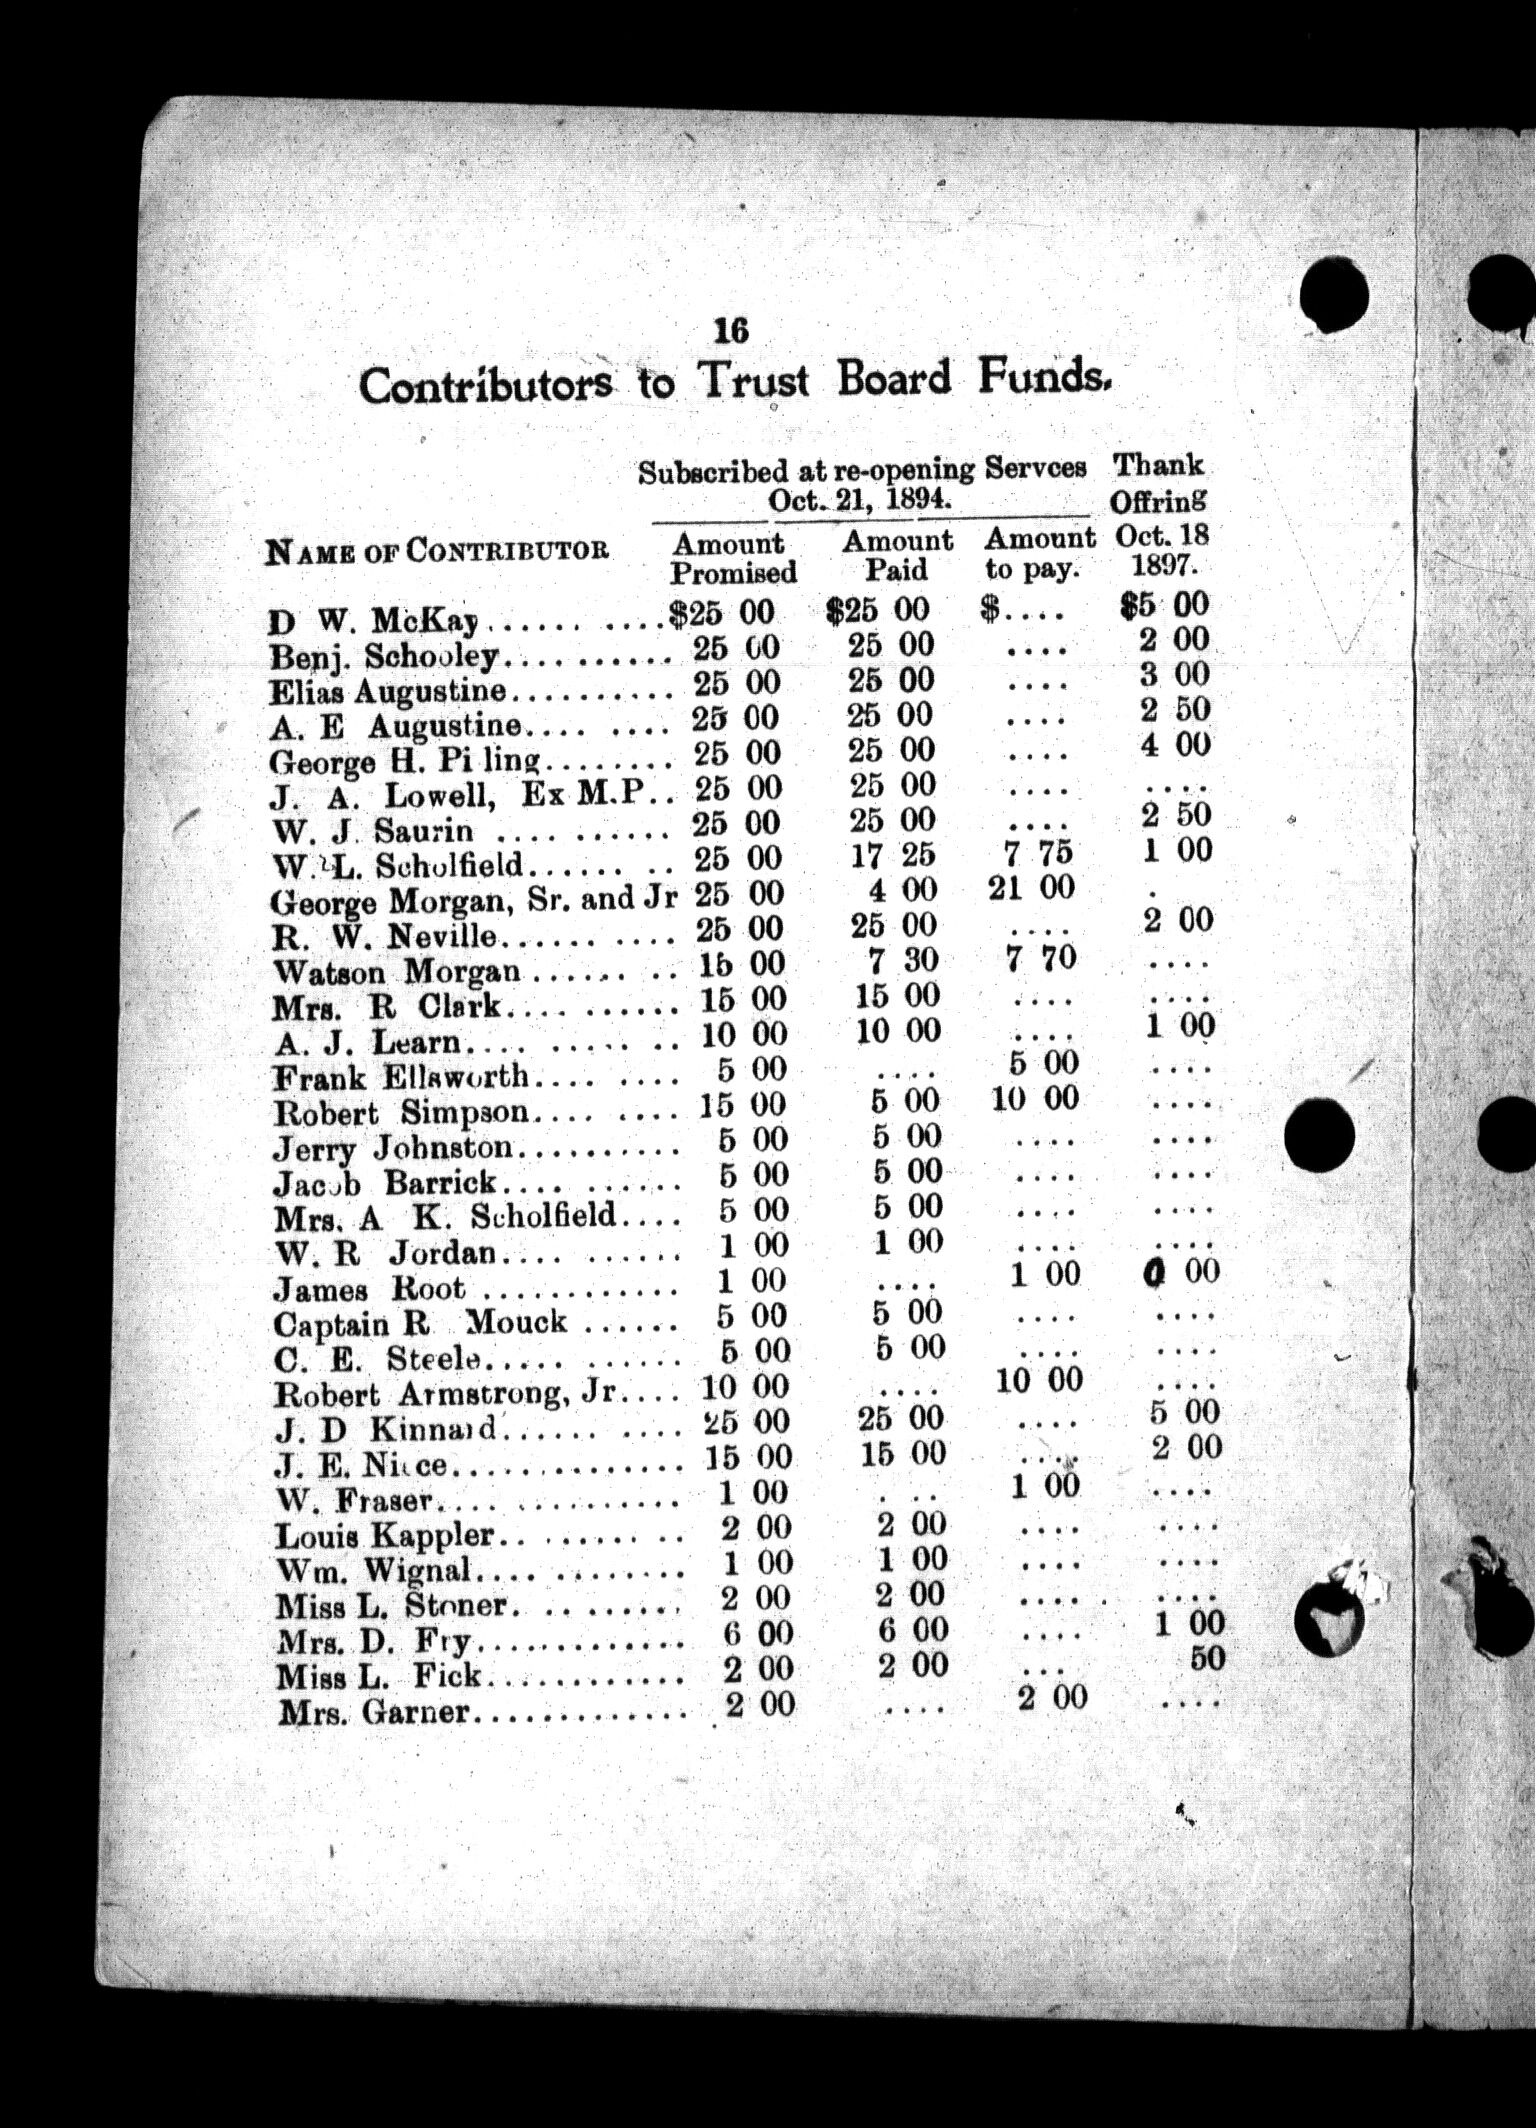 16
Contributors to Trust Board Funds.
Subscribed at re-opening Servces Thank
Oct. 21, 1894. Offring
NAME OF CONTRIBUTOR Amount Amount Amount Oct. 18
Promised Paid to pay. 1897.
D W. McKay...... ....$25 00 $25 00 $.... $5 00
Benj. Schooley.......... 25 00 25 00 .... 2 00
Elias Augustine.......... 25 00 25 00 .... 3 00
A. E Augustine.... .... 25 00 25 00 .... 2 50
George H. Pi ling........ 25 00 25 00 .... 4 00
J. A. Lowell, Ex M.P.. 25 00 25 00 .... ....
W. J. Saurin .... ...... 25 00 25 00 .... 2 50
W. L. Scholfield...... .. 25 00 17 25 7 75 1 00
George Morgan, Sr. and Jr 25 00 4 00 21 00 .
R. W. Neville...... .... 25 00 25 00 .... 2 00
Watson Morgan ...... .. 15 00 7 30 7 70 ....
Mrs. R Clark.... ...... 15 00 15 00 .... ....
A. J. Learn.... ...... .. 10 00 10 00 .... 1 00
Frank Ellsworth.... .... 5 00 .... 5 00 ....
Robert Simpson.... .... 15 00 5 00 10 00 ....
Jerry Johnston.......... 5 00 5 00 .... ....
Jacob Barrick.... ...... 5 00 5 00 .... ....
Mrs. A K. Scholfield.... 5 00 5 00 .... ....
W. R Jordan.... ...... 1 00 1 00 .... ....
James Root ............ 1 00 .... 1 00 0 00
Captain R Mouck ...... 5 00 5 00 .... ....
C. E. Steele..... ...... 5 00 5 00 .... ....
Robert Armstrong, Jr.... 10 00 .... 10 00 ....
J. D Kinnaid...... .... 25 00 25 00 .... 5 00
J. E. .............. 15 00 15 00 .... 2 00
W. Fraser.... .......... 1 00 . .. 1 00 ....
Louis Kappler.. ........ 2 00 2 00 .... ....
Wm. Wignal.... ........ 1 00 1 00 .... ....
Miss L. Stoner. .. ...... 2 00 2 00 .... ....
Mrs. D. Fry............. 6 00 6 00 .... 1 00
Miss L. Fick............ 2 00 2 00 ... 50
Mrs. Garner............. 2 00 .... 2 00 ....